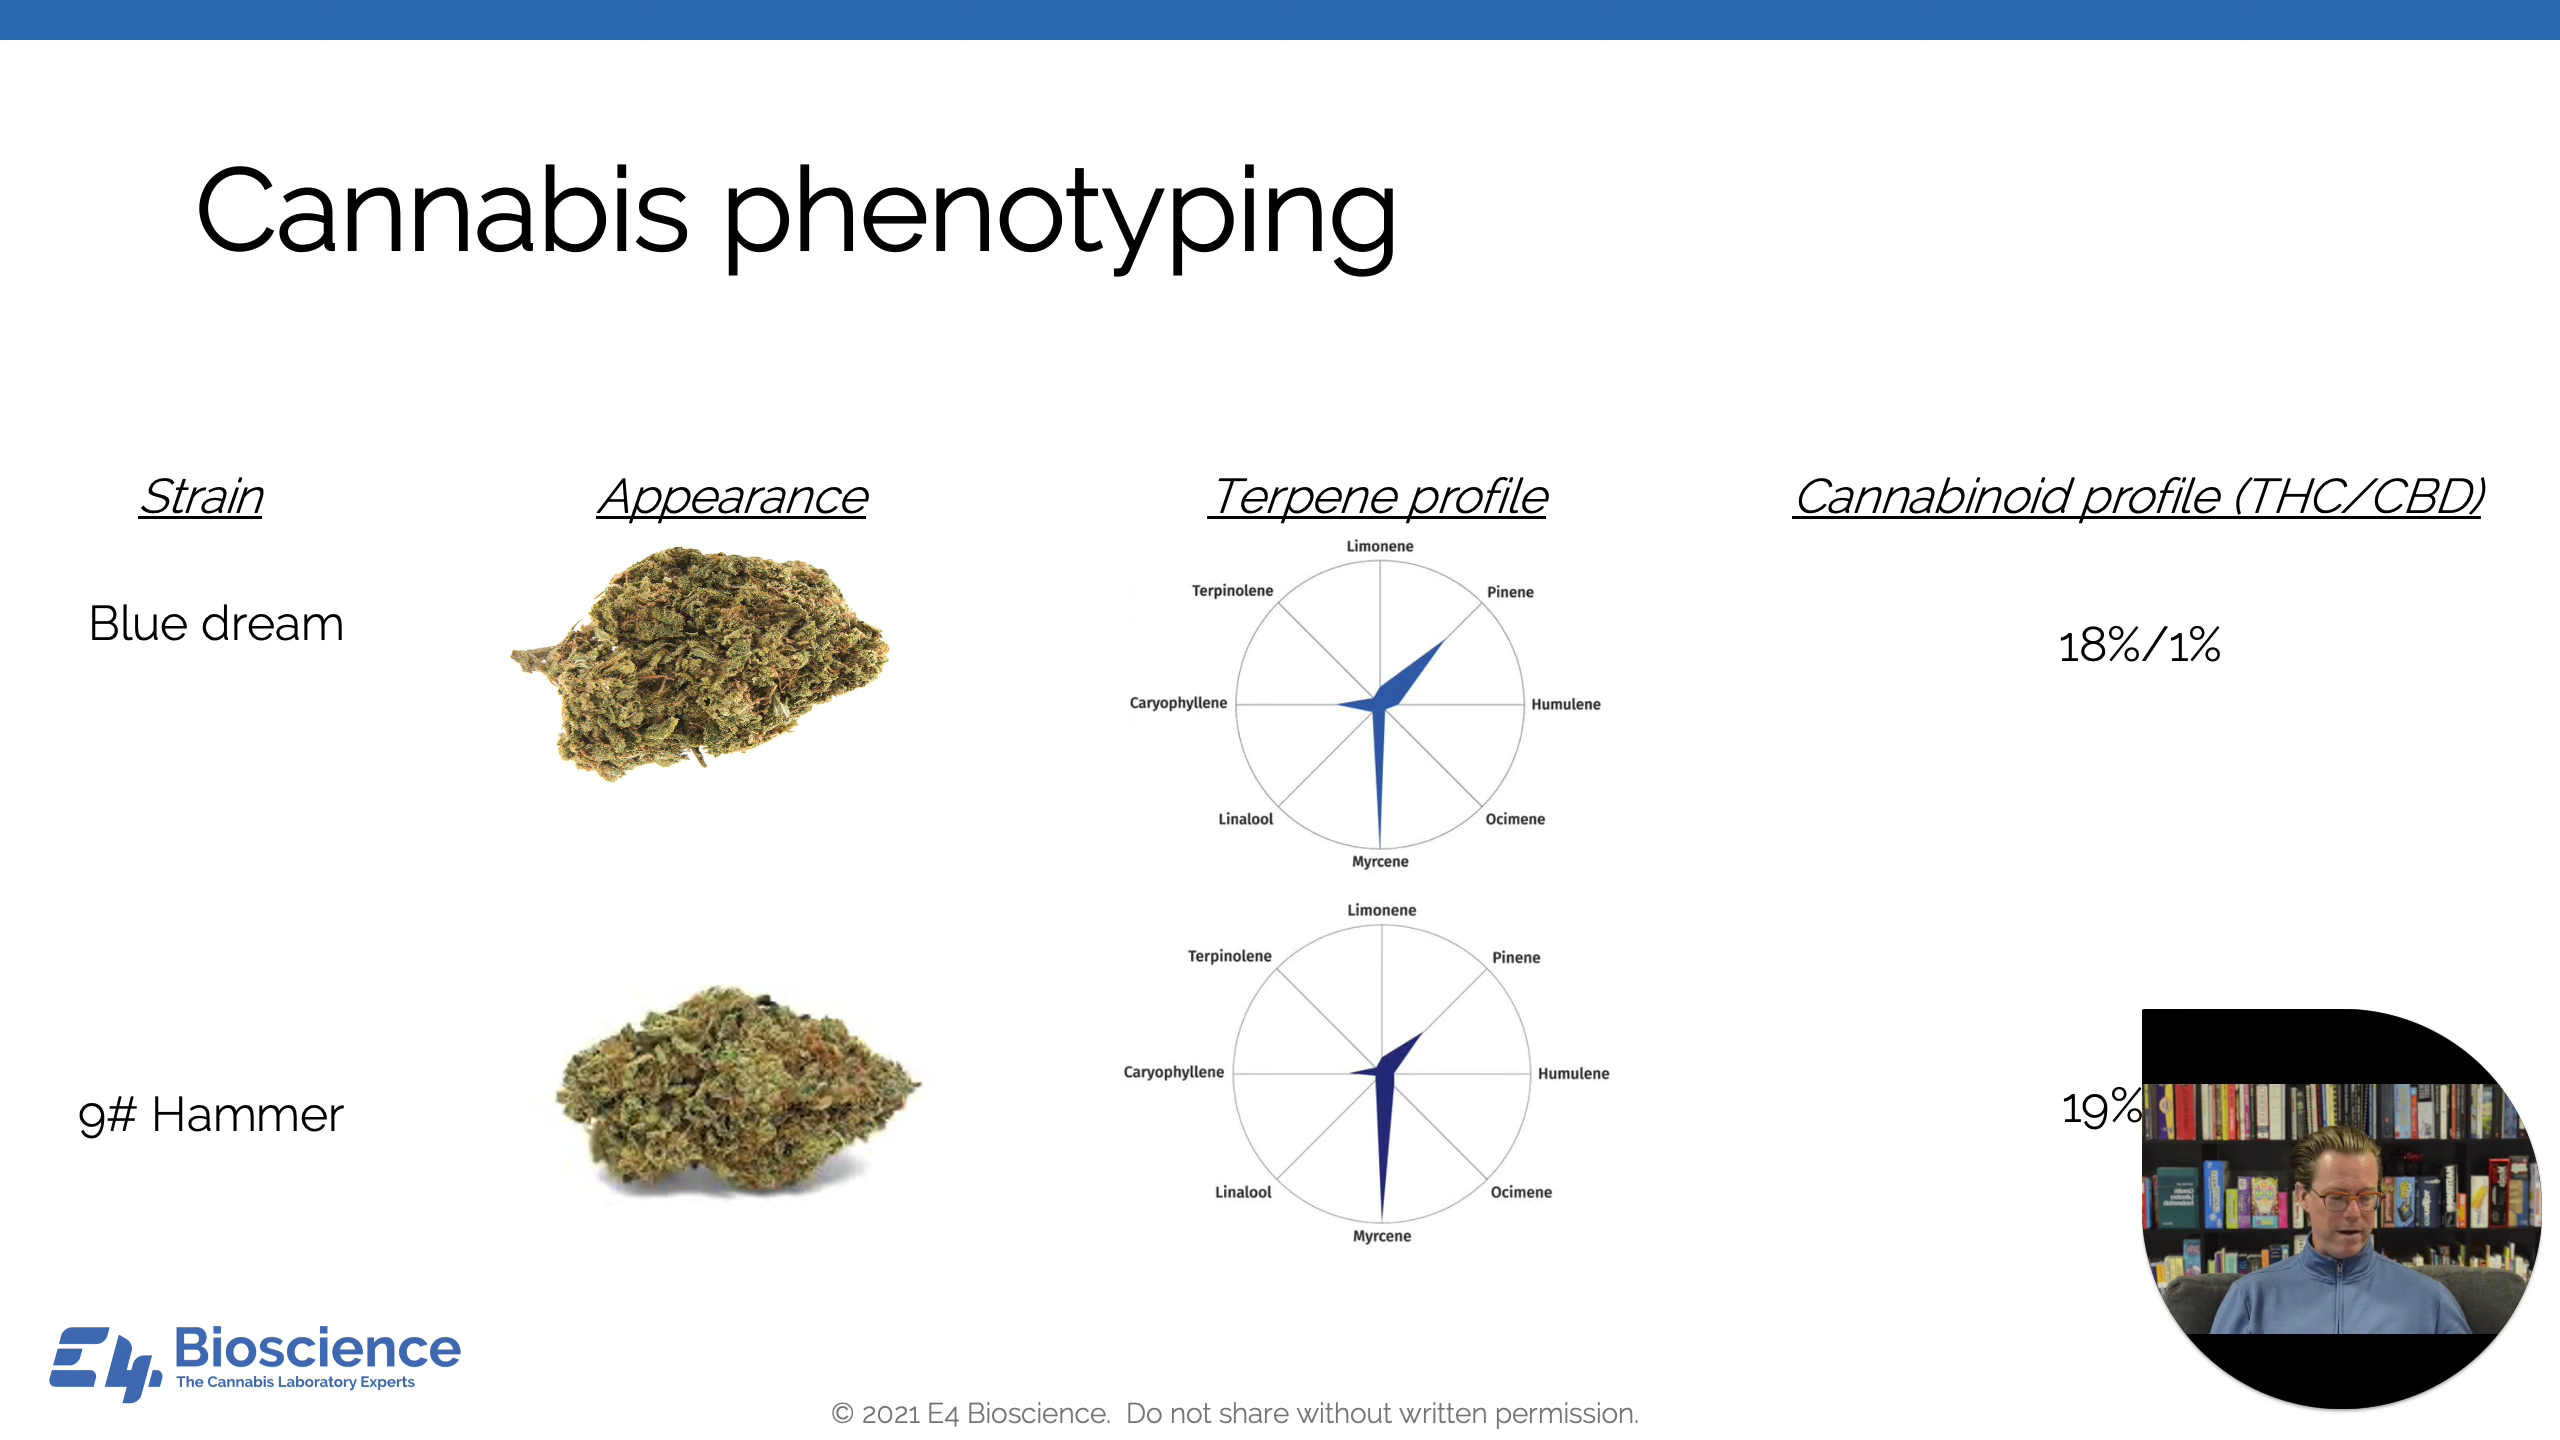 Cannabis phenotyping
Strain Appearance Terpene profile Cannabinoid profile (THC/CBD)
Limonene
Terpinolene Pinene
Blue dream
18%/1%
Caryophyllene Humulene
Linalool Ocimene
Myrcene
Limonene
Terpinolene Pinene
Caryophyllene Humulene
9# Hammer 19%
Linalool Ocimene
Myrcene
E4 Bioscience
The Cannabis Laboratory Experts
© 2021 E4 Bioscience. Do not share without written permission.